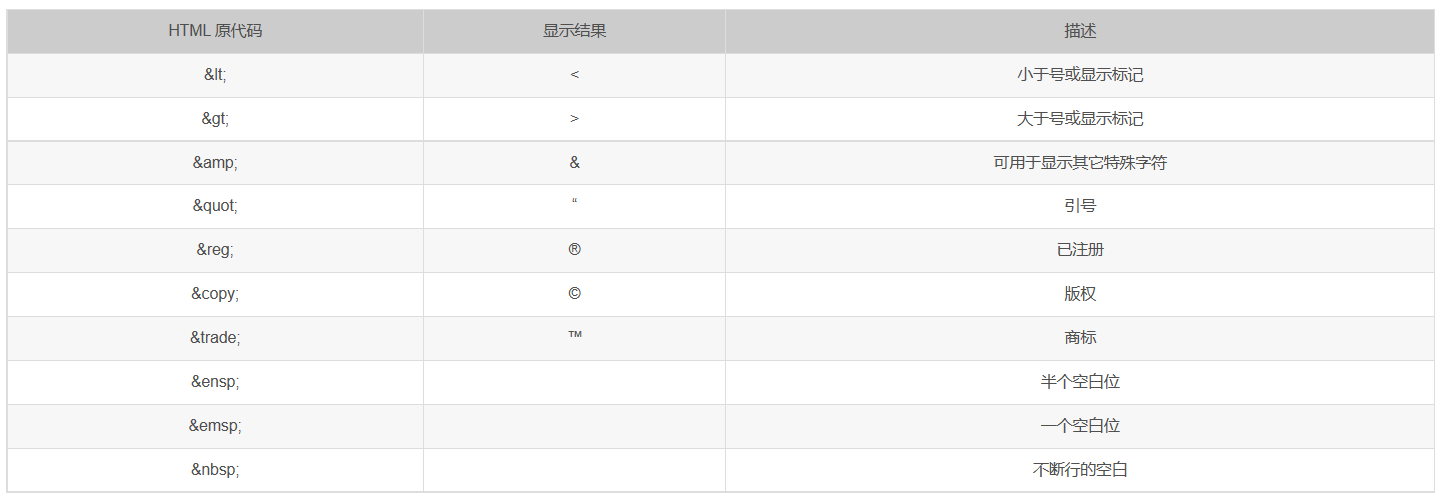 HTML 原代码 显示结果 描述
&lt; < 小于号或显示标记
&gt; > 大于号或显示标记
&amp; & 可用于显示其它特殊字符
&quot; “ 引号
&reg; ® 已注册
&copy; © 版权
&trade; ™ 商标
&ensp; 半个空白位
&emsp; 一个空白位
&nbsp; 不断行的空白